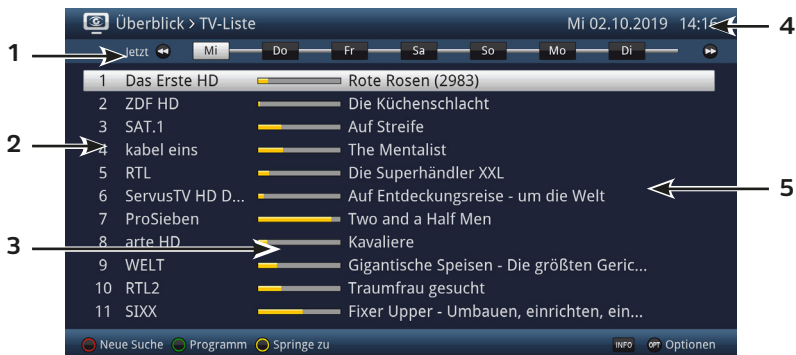 Überblick > TV-Liste Mi 02.10.2019 14:16 4
1 Jetzt Mi Do Fr Sa So Mo Di
1 Das Erste HD Rote Rosen (2983)
2 ZDF HD Die Küchenschlacht
3 SAT.1 Auf Streife
2 4 kabel eins The Mentalist
5 RTL Die Superhändler XXL
6 ServusTV HD D... Auf Entdeckungsreise - um die Welt 5
7 ProSieben Two and a Half Men
3 8 arte HD Kavaliere
9 WELT Gigantische Speisen - Die größten Geric...
10 RTL2 Traumfrau gesucht
11 SIXX Fixer Upper - Umbauen, einrichten, ein...
Neue Suche Programm Springe zu INFO OPT Optionen